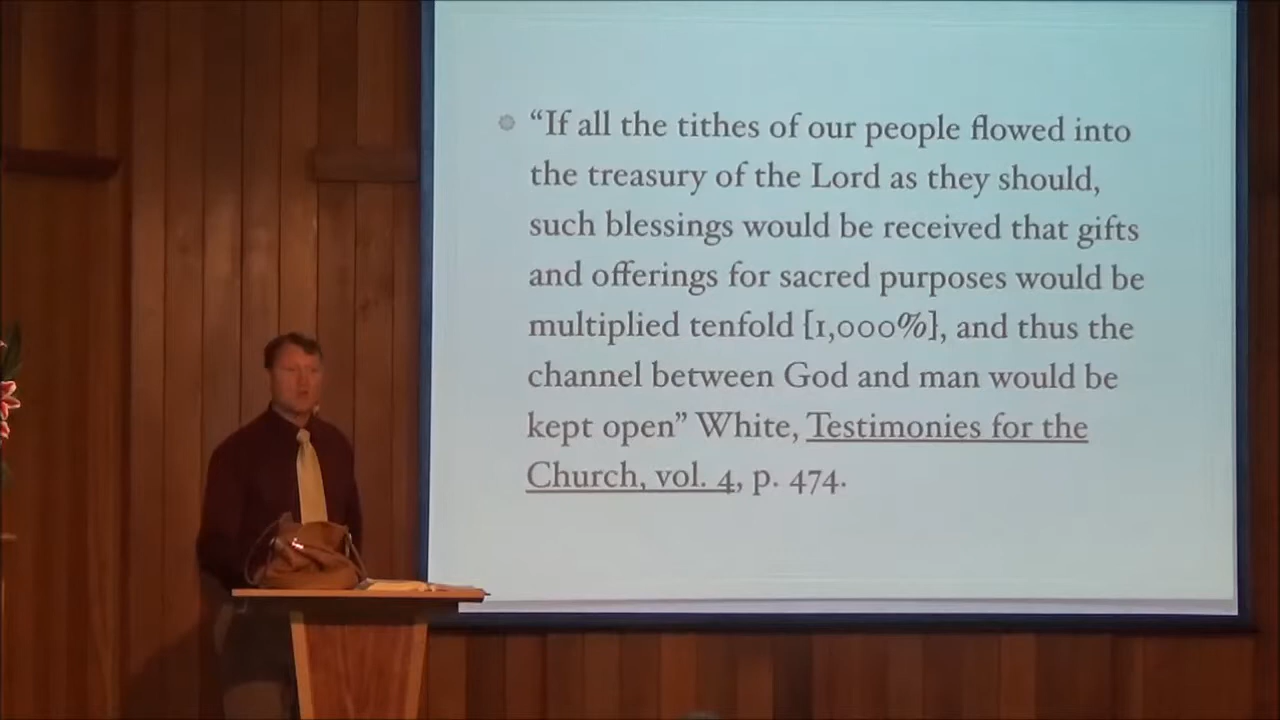 “If all the tithes of our people flowed into
the treasury of the Lord as they should,
such blessings would be received that gifts
and offerings for sacred purposes would be
multiplied tenfold [1,000%], and thus the
channel between God and man would be
kept open” White, Testimonies for the
Church, vol. 4, p. 474.